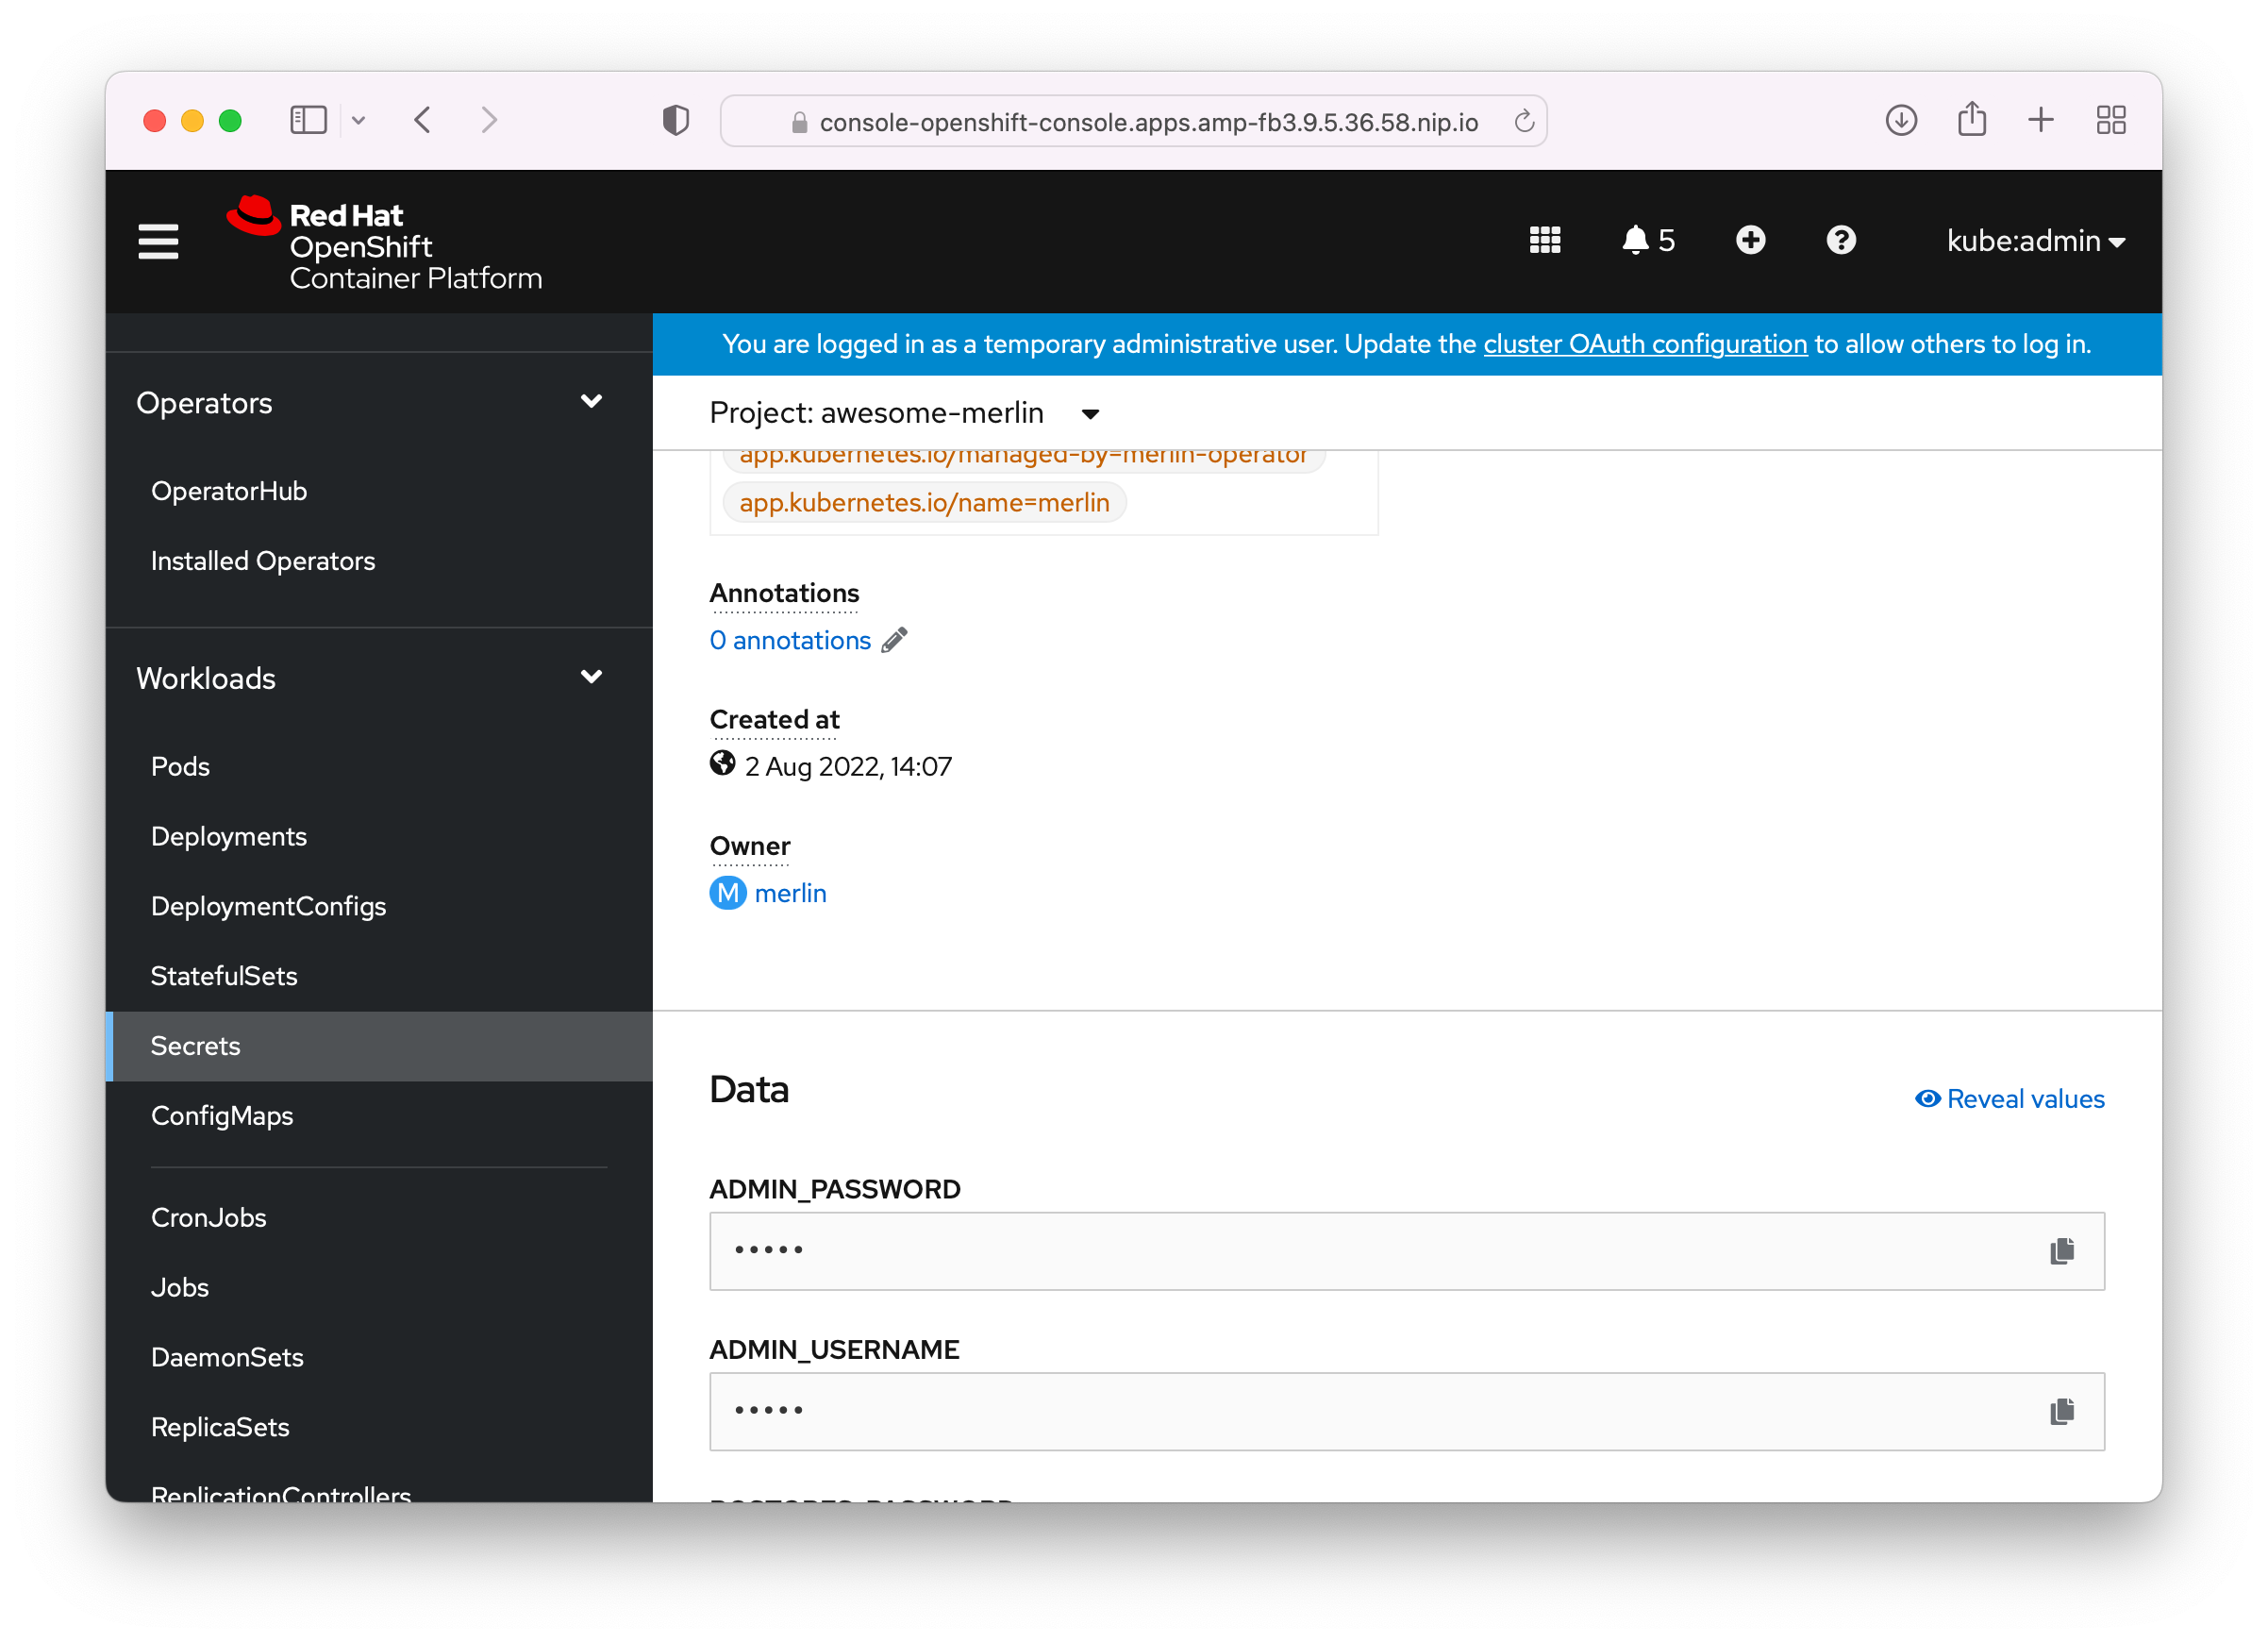 console-openshift-console.apps.amp-fb3.9.5.36.58.nip.io
Red Hat
OpenShift
Container Platform
5
kube:admin
You are logged in as a temporary administrative user. Update the cluster OAuth configuration to allow others to log in.
Operators
OperatorHub
Installed Operators
Workloads
Pods
Deployments
DeploymentConfigs
StatefulSets
Secrets
ConfigMaps
CronJobs
Jobs
DaemonSets
ReplicaSets
ReplicationControllers
Project: awesome-merlin
app.kubernetes.io/managed-by=merlin-operator
app.kubernetes.io/name=merlin
Annotations
0 annotations
Created at
2 Aug 2022, 14:07
Owner
M merlin
Data
Reveal values
ADMIN_PASSWORD
•••••
ADMIN_USERNAME
•••••
POSTGRES_PASSWORD